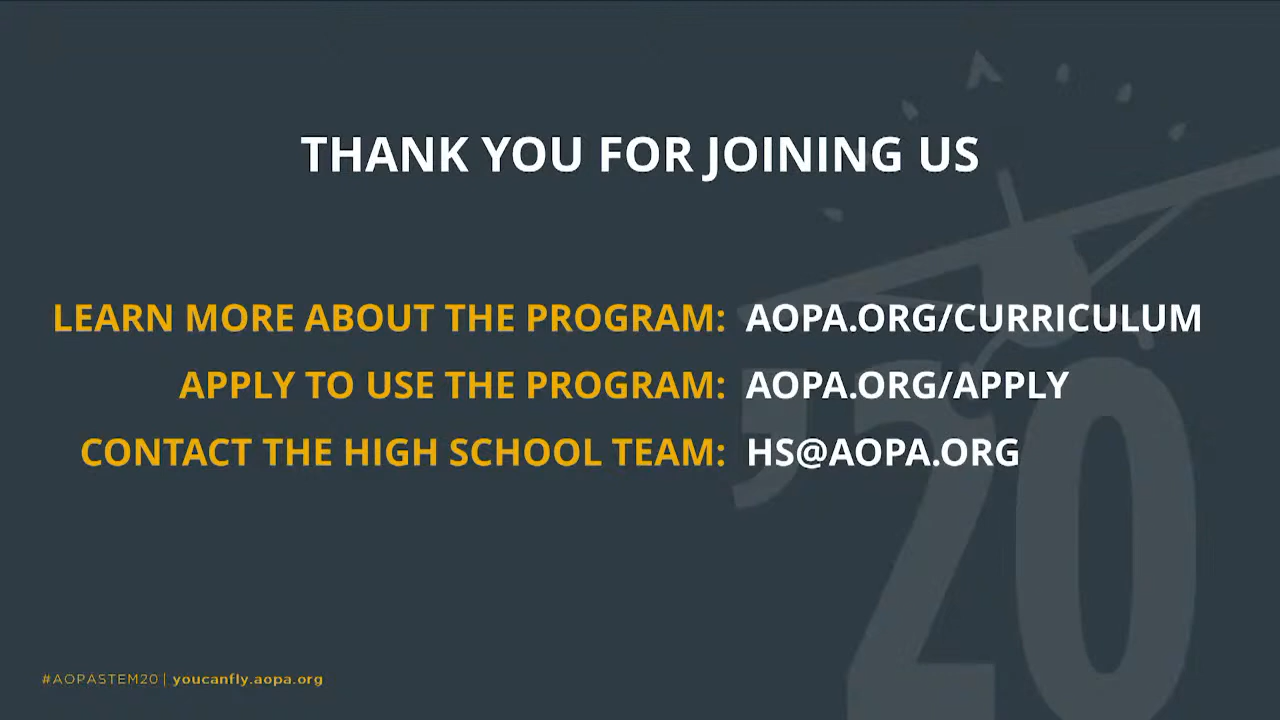 THANK YOU FOR JOINING US
LEARN MORE ABOUT THE PROGRAM: AOPA.ORG/CURRICULUM
APPLY TO USE THE PROGRAM: AOPA.ORG/APPLY
CONTACT THE HIGH SCHOOL TEAM: HS@AOPA.ORG
'20
#AOPASTEM20 | youcanfly.aopa.org